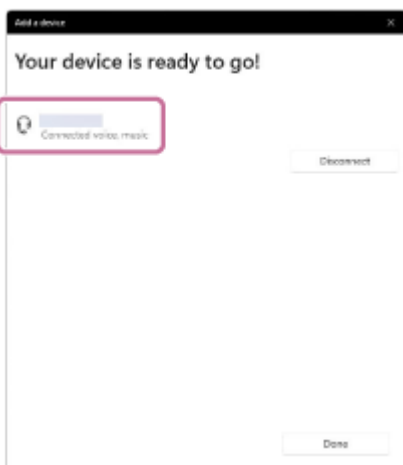 Add a device
Your device is ready to go!
Connected voice, music
Disconnect
Done